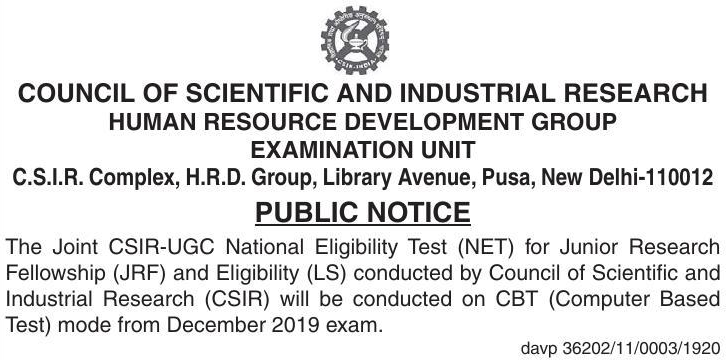 CSIR-INDIA
COUNCIL OF SCIENTIFIC AND INDUSTRIAL RESEARCH
HUMAN RESOURCE DEVELOPMENT GROUP
EXAMINATION UNIT
C.S.I.R. Complex, H.R.D. Group, Library Avenue, Pusa, New Delhi-110012
PUBLIC NOTICE
The Joint CSIR-UGC National Eligibility Test (NET) for Junior Research
Fellowship (JRF) and Eligibility (LS) conducted by Council of Scientific and
Industrial Research (CSIR) will be conducted on CBT (Computer Based
Test) mode from December 2019 exam.
davp 36202/11/0003/1920